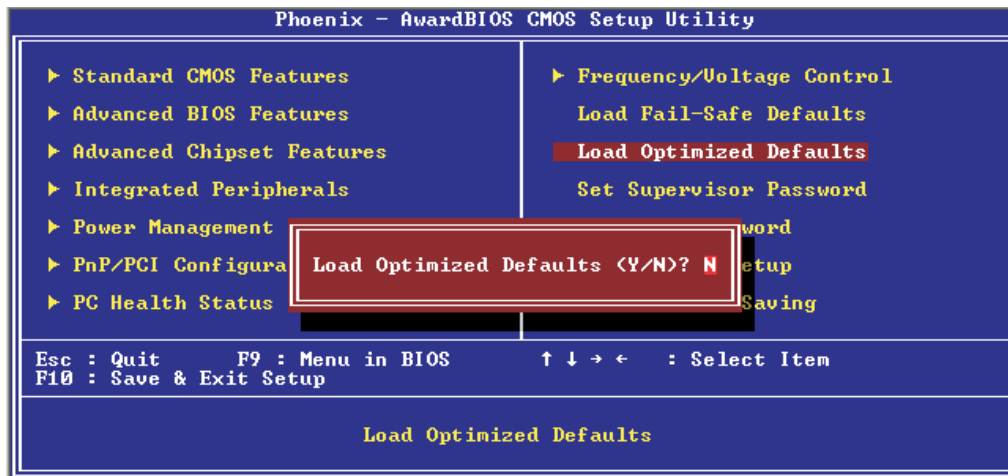 Phoenix - AwardBIOS CMOS Setup Utility
▶ Standard CMOS Features
▶ Advanced BIOS Features
▶ Advanced Chipset Features
▶ Integrated Peripherals
▶ Power Management
▶ PnP/PCI Configura
▶ PC Health Status
▶ Frequency/Voltage Control
Load Fail-Safe Defaults
Load Optimized Defaults
Set Supervisor Password
word
etup
Saving
Load Optimized Defaults (Y/N)? N
Esc : Quit F9 : Menu in BIOS ↑ ↓ → ← : Select Item
F10 : Save & Exit Setup
Load Optimized Defaults